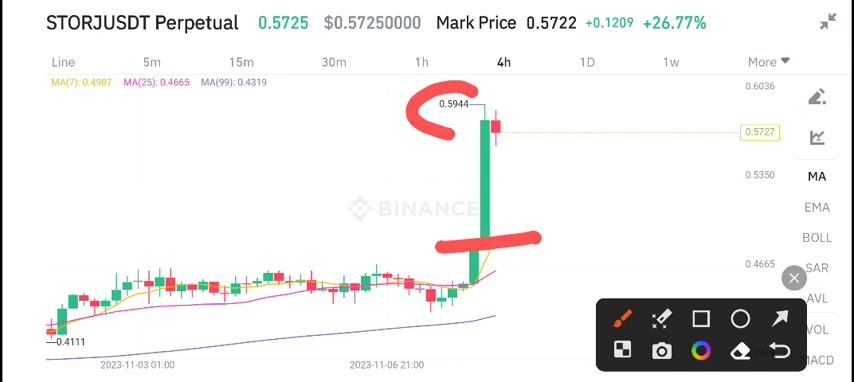 STORJUSDT Perpetual 0.5725 $0.57250000 Mark Price 0.5722 +0.1209 +26.77%
Line 5m 15m 30m 1h 4h 1D 1w More
MA(7): 0.4907 MA(25): 0.4665 MA(99): 0.4319
0.6036
0.5944
0.5727
0.5350
MA
EMA
BINANCE
BOLL
0.4665
SAR
AVL
VOL
0.4111
MACD
2023-11-03 01:00 2023-11-06 21:00